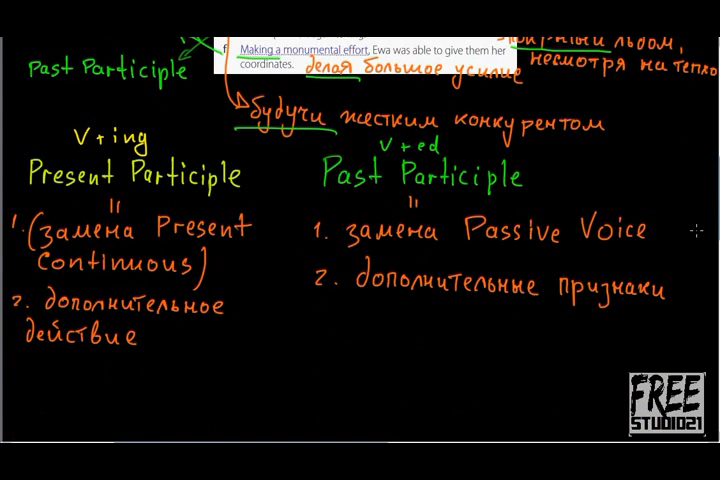 льдом,
f Making a monumental effort, Ewa was able to give them her
несмотря на тепло
Past Participle
coordinates.
делая большое усилие
будучи жестким конкурентом
V + ing
V + ed
Present Participle
Past Participle
=
=
1. (замена Present
Continuous)
1. замена Passive Voice
2. дополнительные признаки
2. дополнительное
действие
FREE
STUDIO21